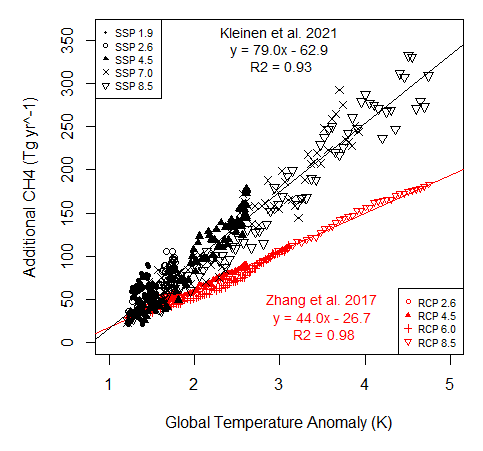 SSP 1.9
SSP 2.6
SSP 4.5
SSP 7.0
SSP 8.5
Kleinen et al. 2021
y = 79.0x - 62.9
R2 = 0.93
Additional CH4 (Tg yr^-1)
350
300
250
200
150
100
50
0
Zhang et al. 2017
y = 44.0x - 26.7
R2 = 0.98
RCP 2.6
RCP 4.5
RCP 6.0
RCP 8.5
1 2 3 4 5
Global Temperature Anomaly (K)